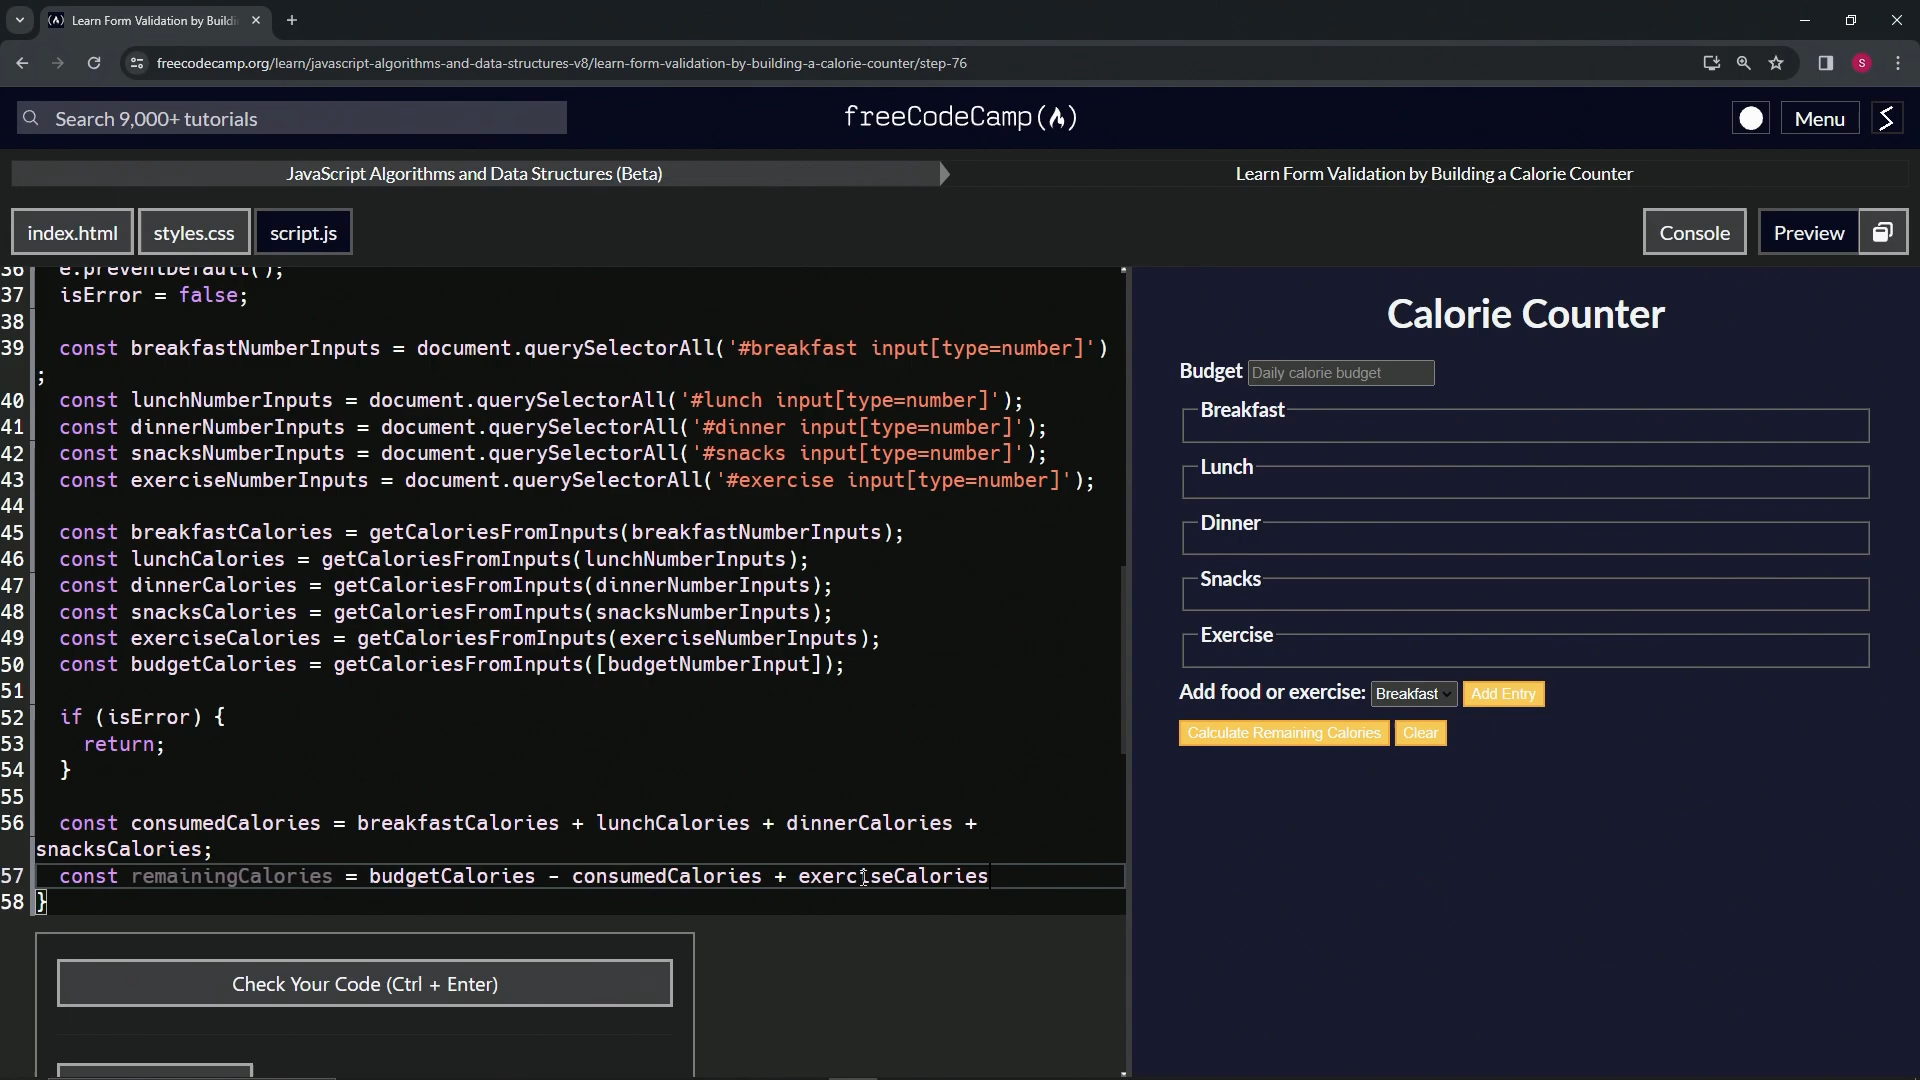 Learn Form Validation by Buildi
freecodecamp.org/learn/javascript-algorithms-and-data-structures-v8/learn-form-validation-by-building-a-calorie-counter/step-76
S
Search 9,000+ tutorials
freeCodeCamp(🔥)
Menu
JavaScript Algorithms and Data Structures (Beta)
Learn Form Validation by Building a Calorie Counter
index.html
styles.css
script.js
Console
Preview
36 e.preventDefault();
37 isError = false;
38
39 const breakfastNumberInputs = document.querySelectorAll('#breakfast input[type=number]')
;
40 const lunchNumberInputs = document.querySelectorAll('#lunch input[type=number]');
41 const dinnerNumberInputs = document.querySelectorAll('#dinner input[type=number]');
42 const snacksNumberInputs = document.querySelectorAll('#snacks input[type=number]');
43 const exerciseNumberInputs = document.querySelectorAll('#exercise input[type=number]');
44
45 const breakfastCalories = getCaloriesFromInputs(breakfastNumberInputs);
46 const lunchCalories = getCaloriesFromInputs(lunchNumberInputs);
47 const dinnerCalories = getCaloriesFromInputs(dinnerNumberInputs);
48 const snacksCalories = getCaloriesFromInputs(snacksNumberInputs);
49 const exerciseCalories = getCaloriesFromInputs(exerciseNumberInputs);
50 const budgetCalories = getCaloriesFromInputs([budgetNumberInput]);
51
52 if (isError) {
53 return;
54 }
55
56 const consumedCalories = breakfastCalories + lunchCalories + dinnerCalories +
snacksCalories;
57 const remainingCalories = budgetCalories - consumedCalories + exerciseCalories
58 }
Check Your Code (Ctrl + Enter)
Calorie Counter
Budget Daily calorie budget
Breakfast
Lunch
Dinner
Snacks
Exercise
Add food or exercise: Breakfast Add Entry
Calculate Remaining Calories Clear